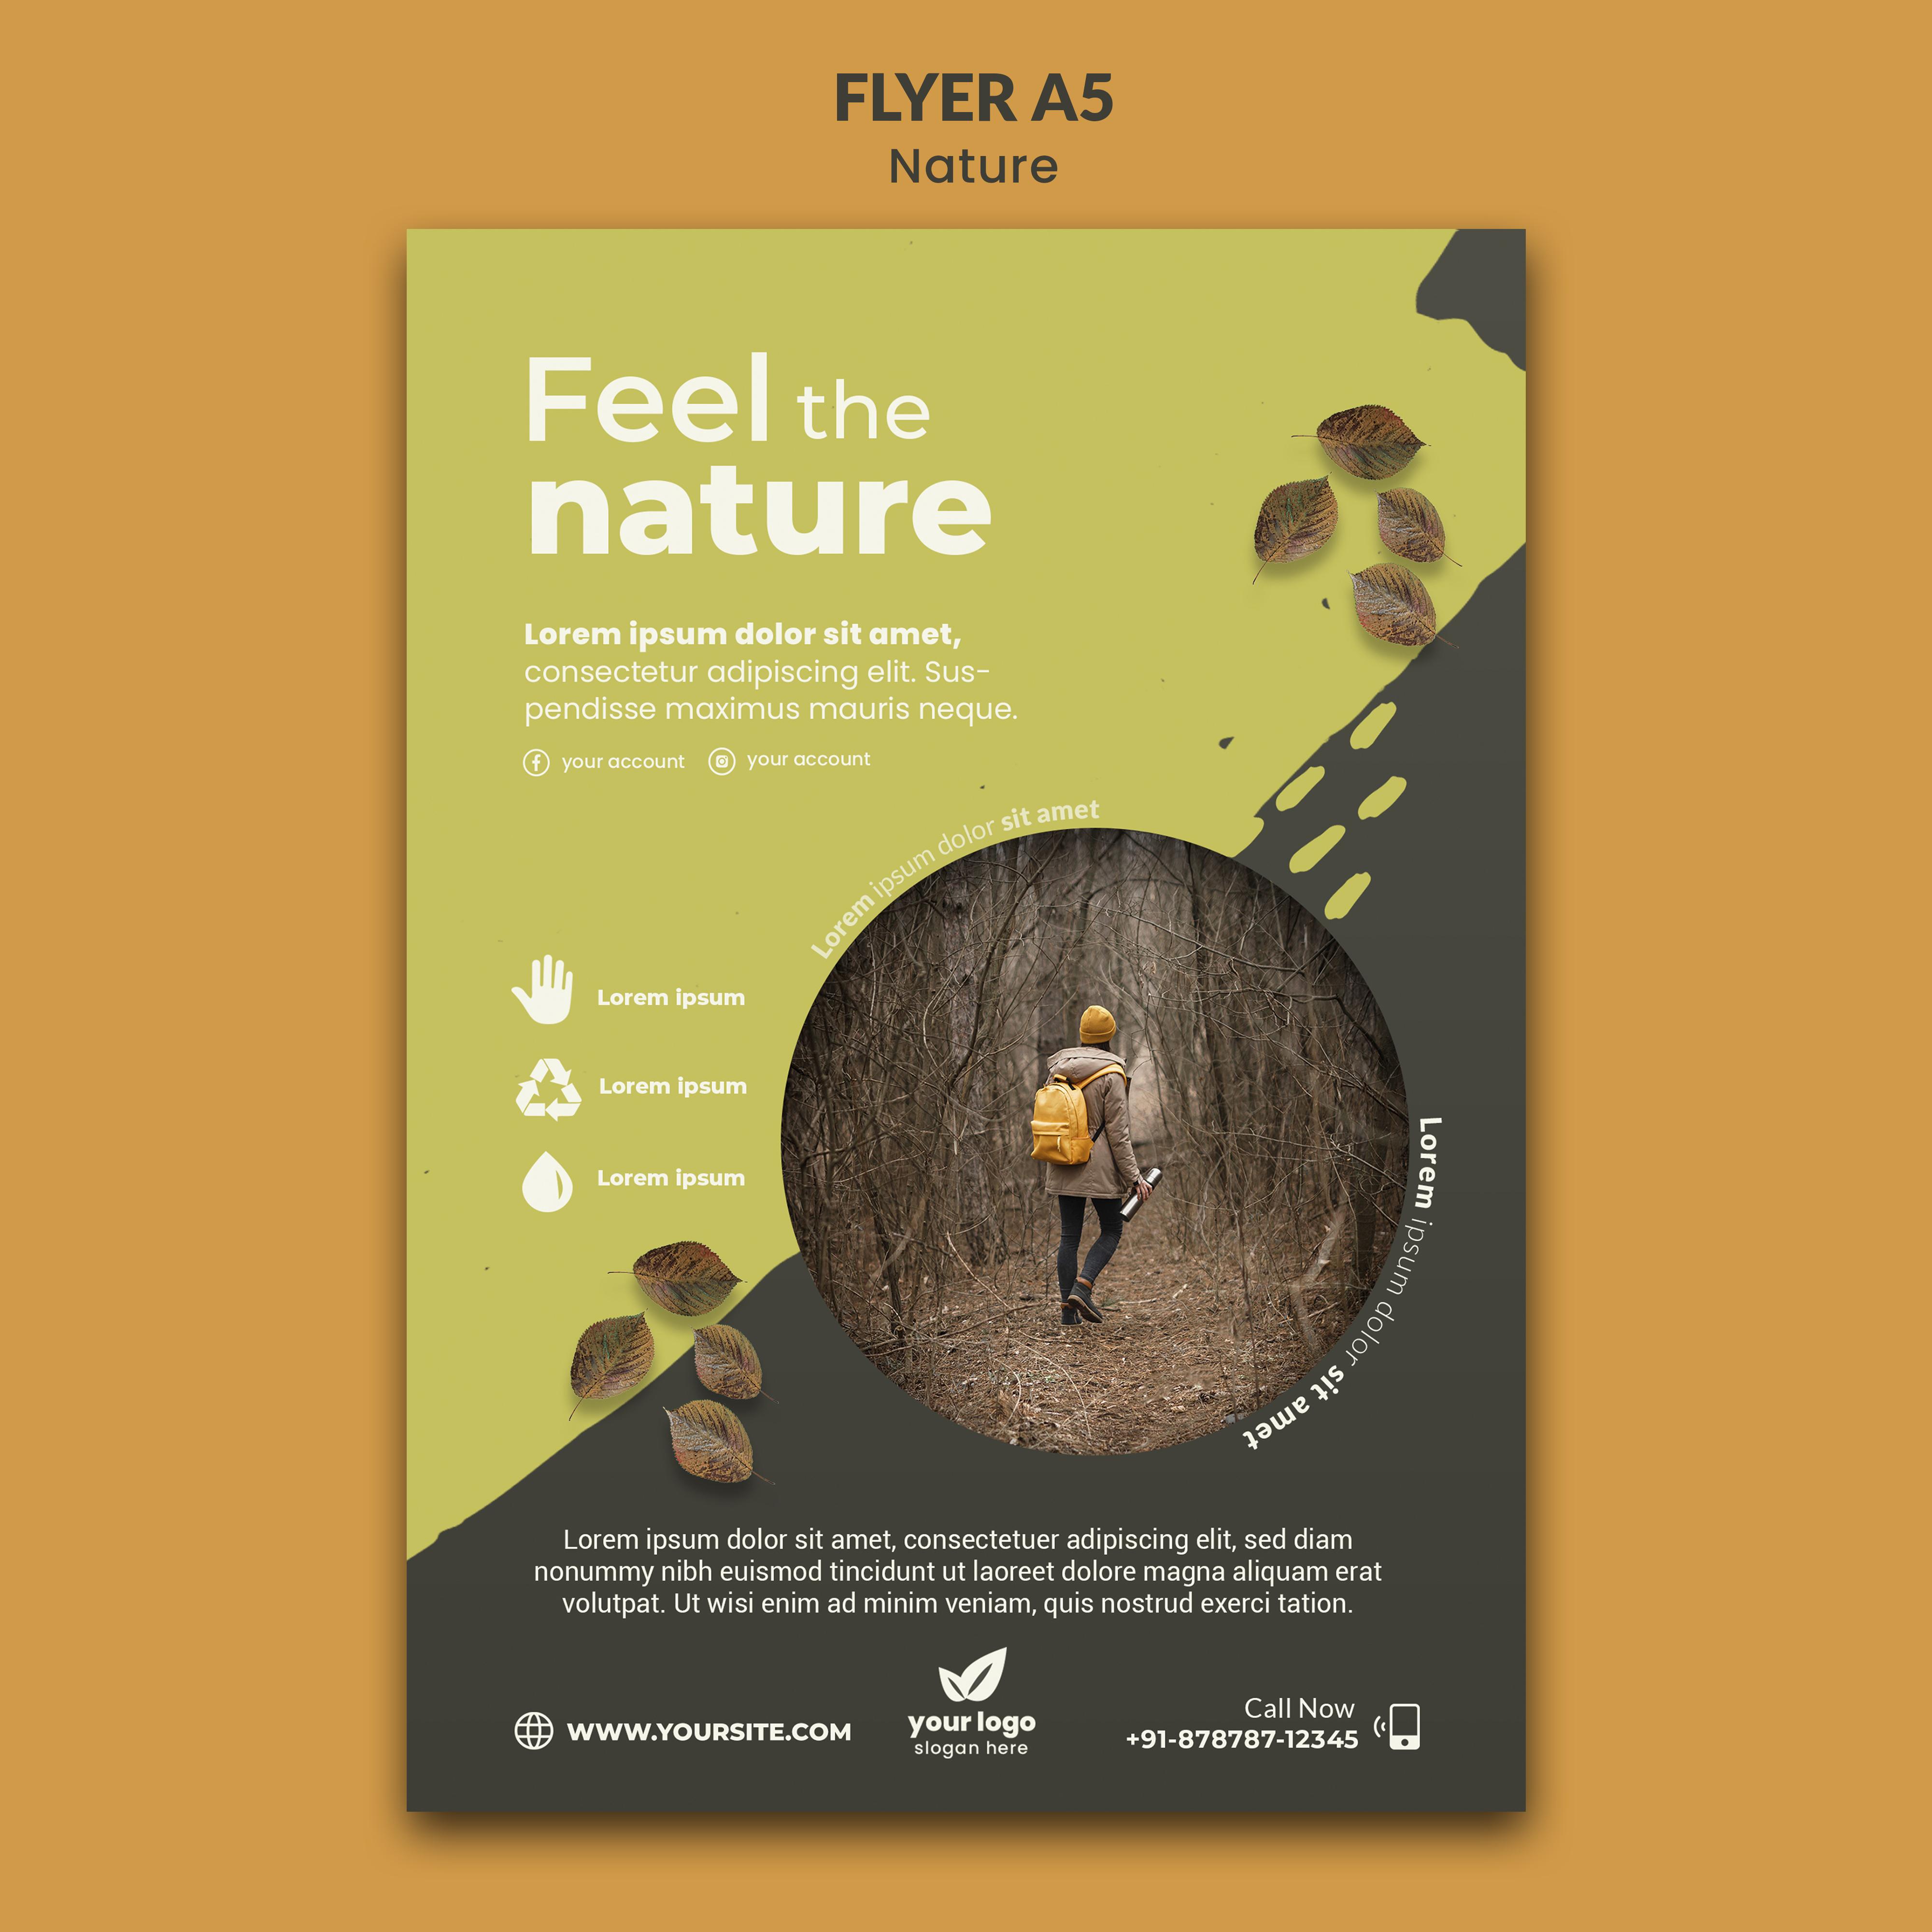 FLYER A5
Nature
Feel the
nature
Lorem ipsum dolor sit amet,
consectetur adipiscing elit. Sus-
pendisse maximus mauris neque.
your account your account
Lorem ipsum dolor sit amet
Lorem ipsum
Lorem ipsum
Lorem ipsum
Lorem ipsum dolor sit amet
Lorem ipsum dolor sit amet, consectetuer adipiscing elit, sed diam
nonummy nibh euismod tincidunt ut laoreet dolore magna aliquam erat
volutpat. Ut wisi enim ad minim veniam, quis nostrud exerci tation.
WWW.YOURSITE.COM
your logo
slogan here
Call Now
+91-878787-12345